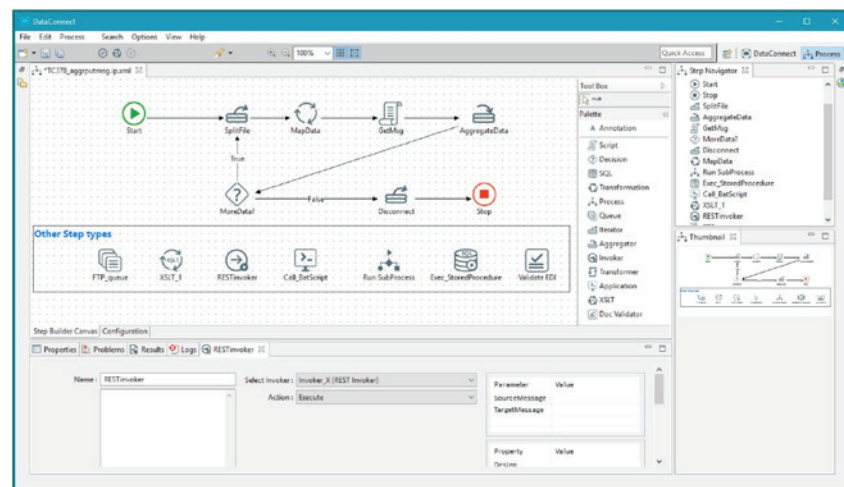 DataConnect
File Edit Process Search Options View Help
100%
Quick Access
DataConnect
Process
Start
SplitFile
MapData
GetMsg
AggregateData
True
MoreData?
False
Disconnect
Stop
Other Step types
FTP_queue
XSLT_1
RESTinvoker
Call_BatScript
Run SubProcess
Exec_StoredProcedure
Validate EDI
Step Builder Canvas
Configuration
Tool Box
Palette
A Annotation
Script
Decision
SQL
Transformation
Process
Queue
Iterator
Aggregator
Invoker
Transformer
Application
XSLT
Doc Validator
Step Navigator
Start
Stop
SplitFile
AggregateData
GetMsg
MoreData?
Disconnect
MapData
Run SubProcess
Exec_StoredProcedure
Call_BatScript
XSLT_1
RESTinvoker
Thumbnail
Properties
Problems
Results
Logs
RESTinvoker
Name: RESTinvoker
Select Invoker: Invoker_X [REST Invoker]
Action: Execute
Parameter Value
SourceMessage
TargetMessage
Property Value
Design